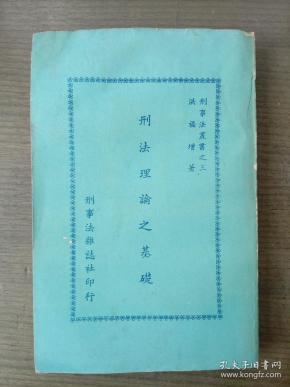 刑事法叢書之三
洪福增著
刑法理論之基礎
刑事法雜誌社印行
孔夫子旧书网